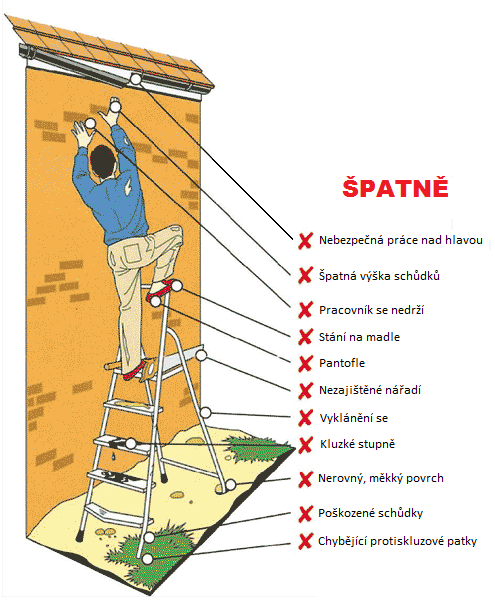 ŠPATNĚ
Nebezpečná práce nad hlavou
Špatná výška schůdků
Pracovník se nedrží
Stání na madle
Pantofle
Nezajištěné nářadí
Vyklánění se
Kluzké stupně
Nerovný, měkký povrch
Poškozené schůdky
Chybějící protiskluzové patky